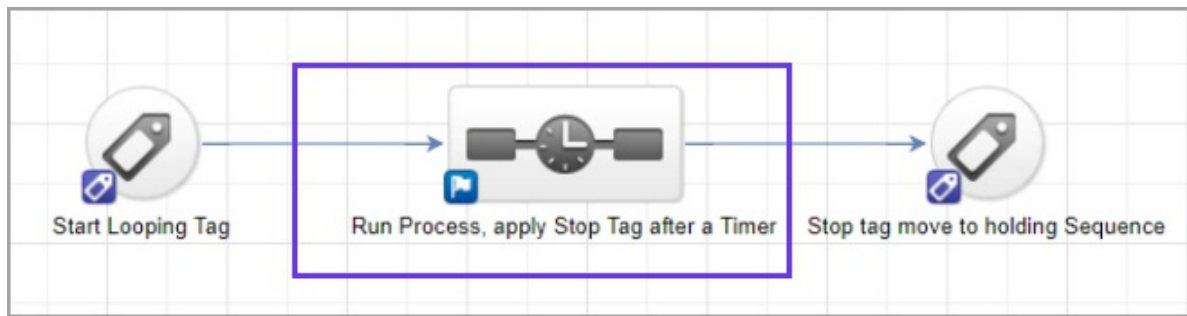 Start Looping Tag
Run Process, apply Stop Tag after a Timer
Stop tag move to holding Sequence